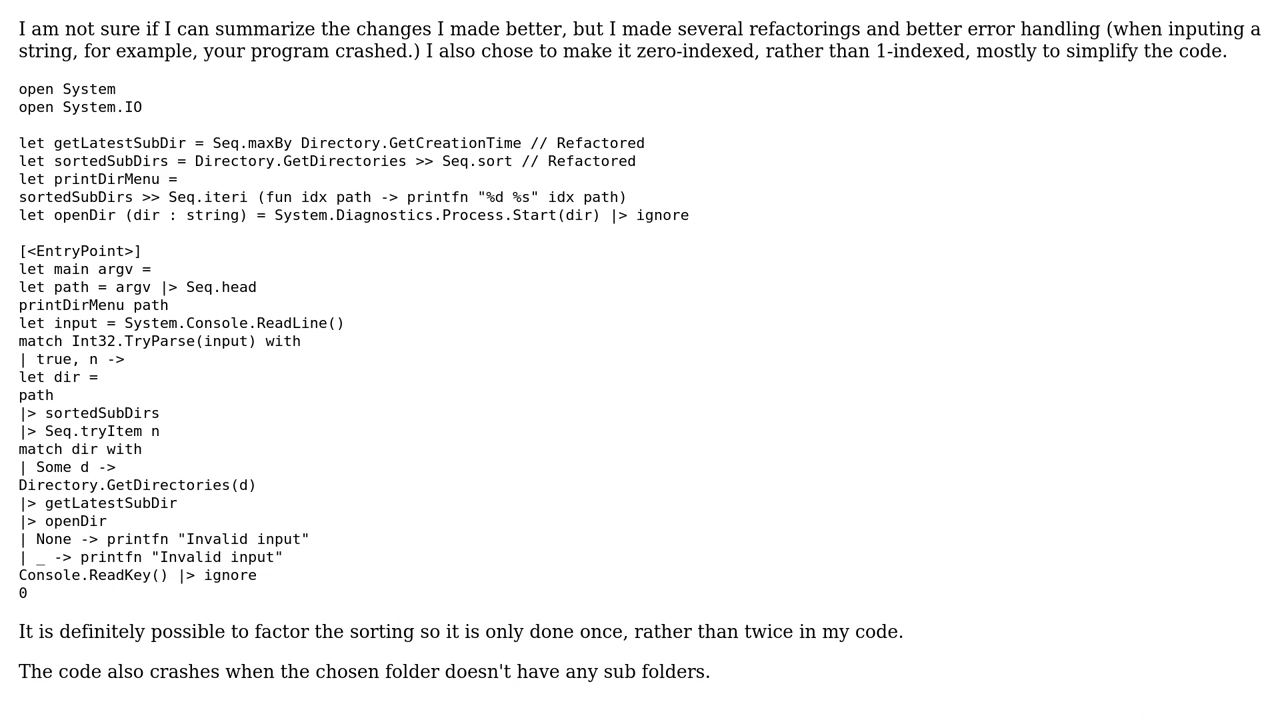 I am not sure if I can summarize the changes I made better, but I made several refactorings and better error handling (when inputing a
string, for example, your program crashed.) I also chose to make it zero-indexed, rather than 1-indexed, mostly to simplify the code.
open System
open System.IO
let getLatestSubDir = Seq.maxBy Directory.GetCreationTime // Refactored
let sortedSubDirs = Directory.GetDirectories >> Seq.sort // Refactored
let printDirMenu =
sortedSubDirs >> Seq.iteri (fun idx path -> printfn "%d %s" idx path)
let openDir (dir : string) = System.Diagnostics.Process.Start(dir) |> ignore
[<EntryPoint>]
let main argv =
let path = argv |> Seq.head
printDirMenu path
let input = System.Console.ReadLine()
match Int32.TryParse(input) with
| true, n ->
let dir =
path
|> sortedSubDirs
|> Seq.tryItem n
match dir with
| Some d ->
Directory.GetDirectories(d)
|> getLatestSubDir
|> openDir
| None -> printfn "Invalid input"
| _ -> printfn "Invalid input"
Console.ReadKey() |> ignore
0
It is definitely possible to factor the sorting so it is only done once, rather than twice in my code.
The code also crashes when the chosen folder doesn't have any sub folders.